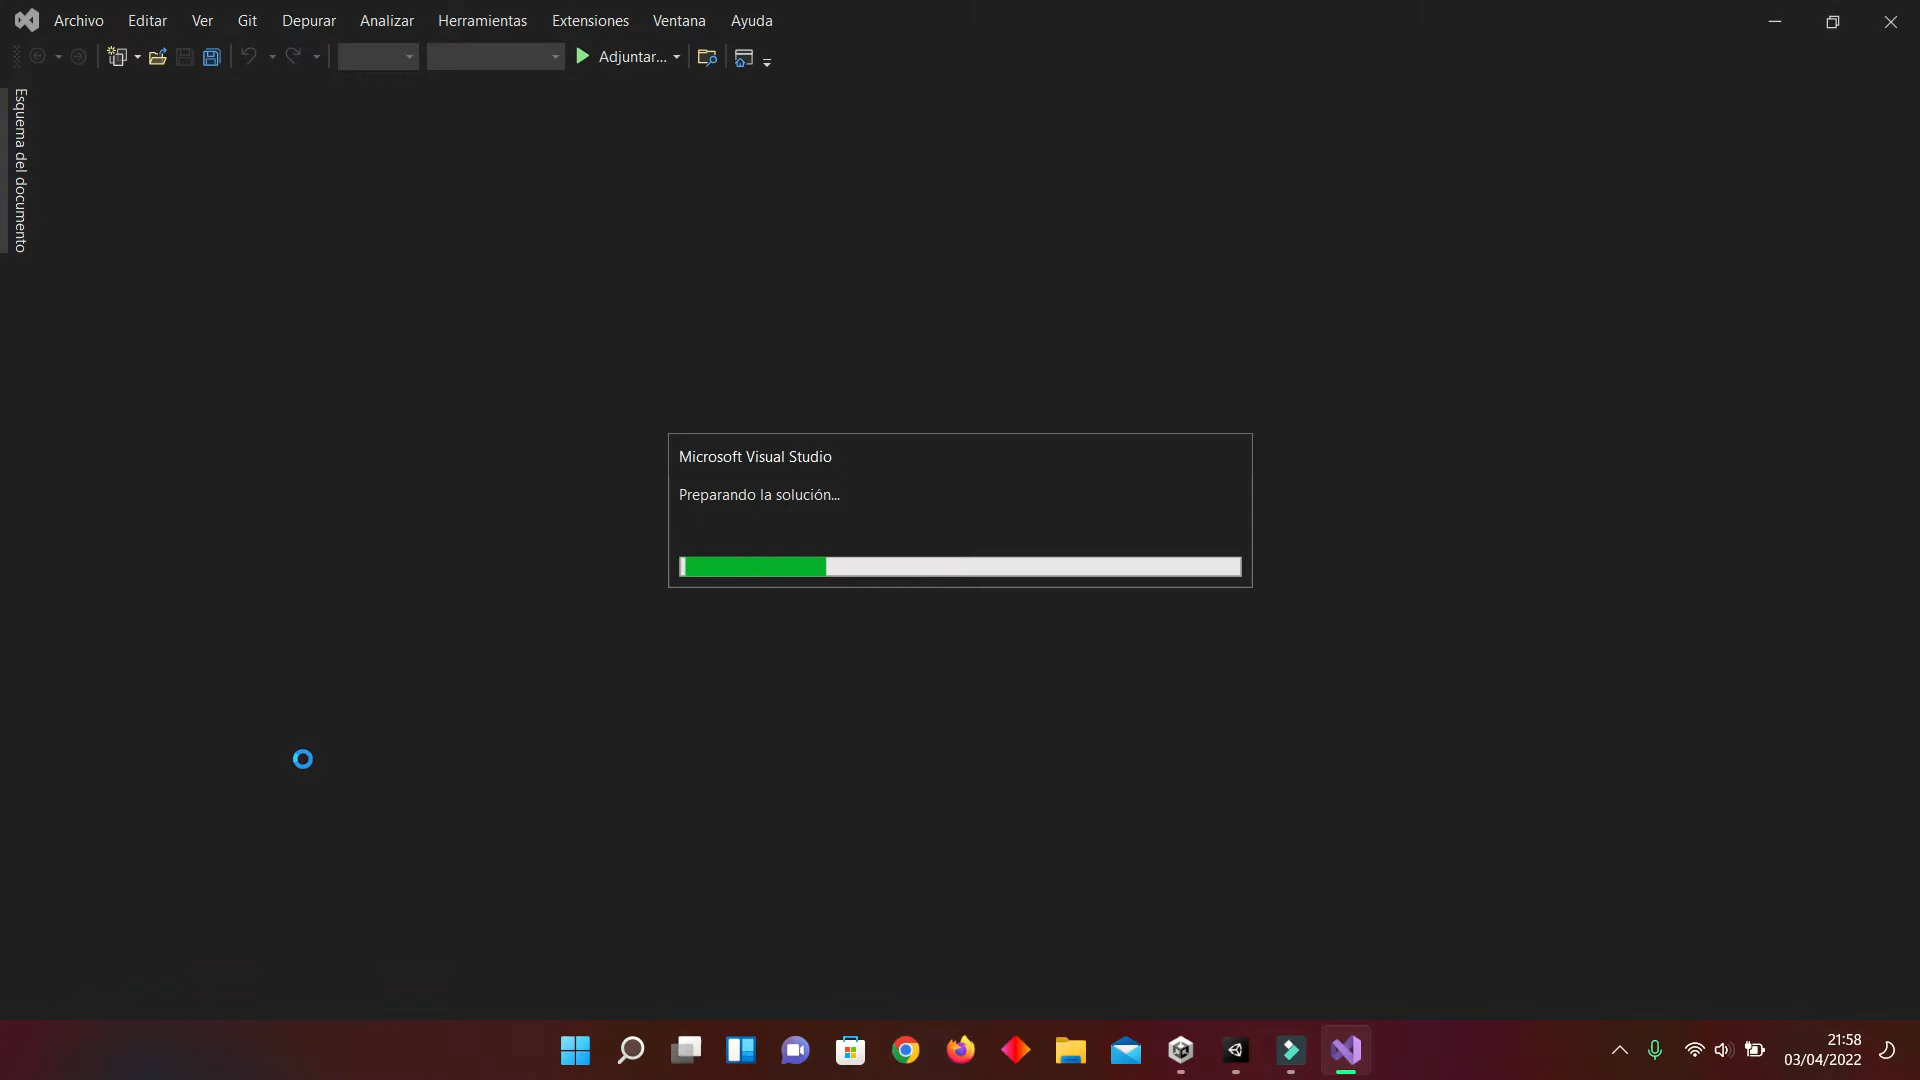 Archivo Editar Ver Git Depurar Analizar Herramientas Extensiones Ventana Ayuda
Adjuntar...
Esquema del documento
Microsoft Visual Studio
Preparando la solución...
21:58
03/04/2022